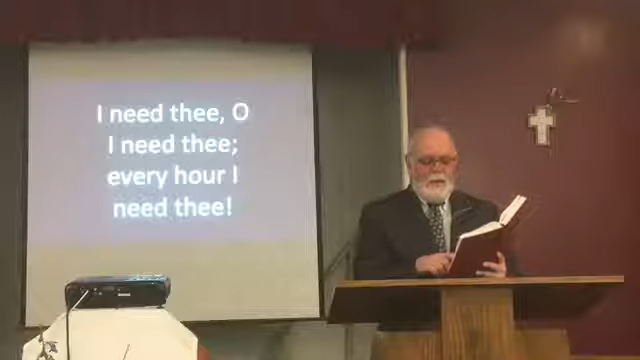 I need thee, O
I need thee;
every hour I
need thee!